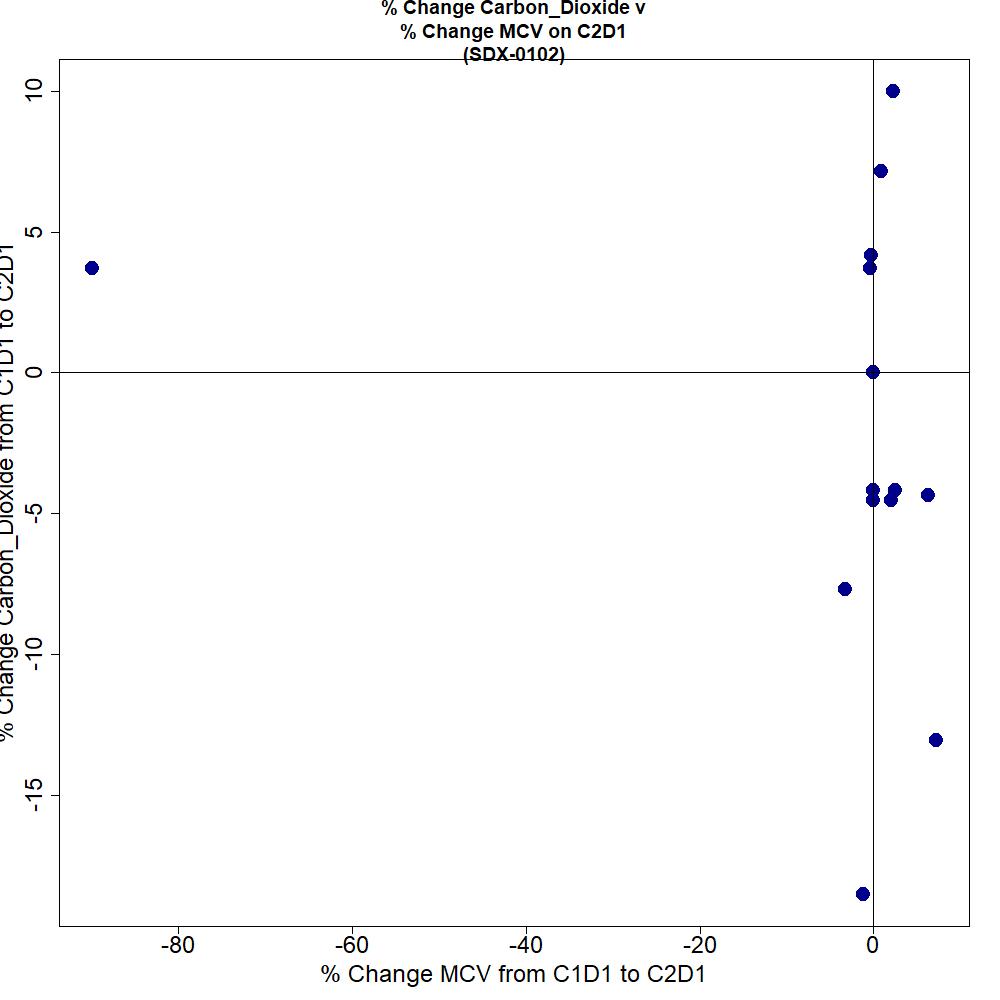 % Change Carbon_Dioxide v
% Change MCV on C2D1
(SDX-0102)
% Change Carbon_Dioxide from C1D1 to C2D1
10
5
0
-5
-10
-15
-80 -60 -40 -20 0
% Change MCV from C1D1 to C2D1